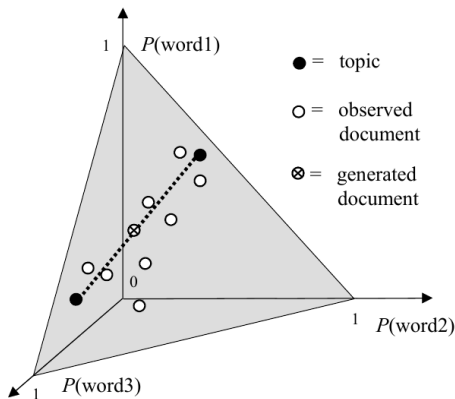 1 P(word1)
= topic
= observed
document
= generated
document
0
1 P(word2)
1 P(word3)